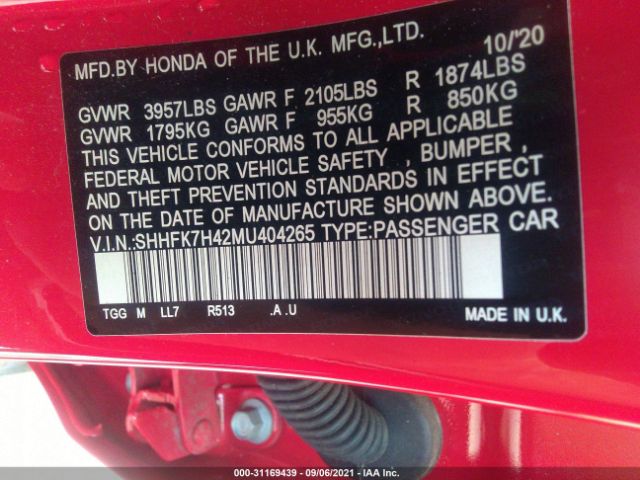 MFD.BY HONDA OF THE U.K. MFG.,LTD. 10/'20
GVWR 3957LBS GAWR F 2105LBS R 1874LBS
GVWR 1795KG GAWR F 955KG R 850KG
THIS VEHICLE CONFORMS TO ALL APPLICABLE
FEDERAL MOTOR VEHICLE SAFETY , BUMPER ,
AND THEFT PREVENTION STANDARDS IN EFFECT
ON THE DATE OF MANUFACTURE SHOWN ABOVE.
V.I.N.:SHHFK7H42MU404265 TYPE:PASSENGER CAR
TGG M LL7 R513 .A .U MADE IN U.K.
000-31169439 - 09/06/2021 - IAA Inc.